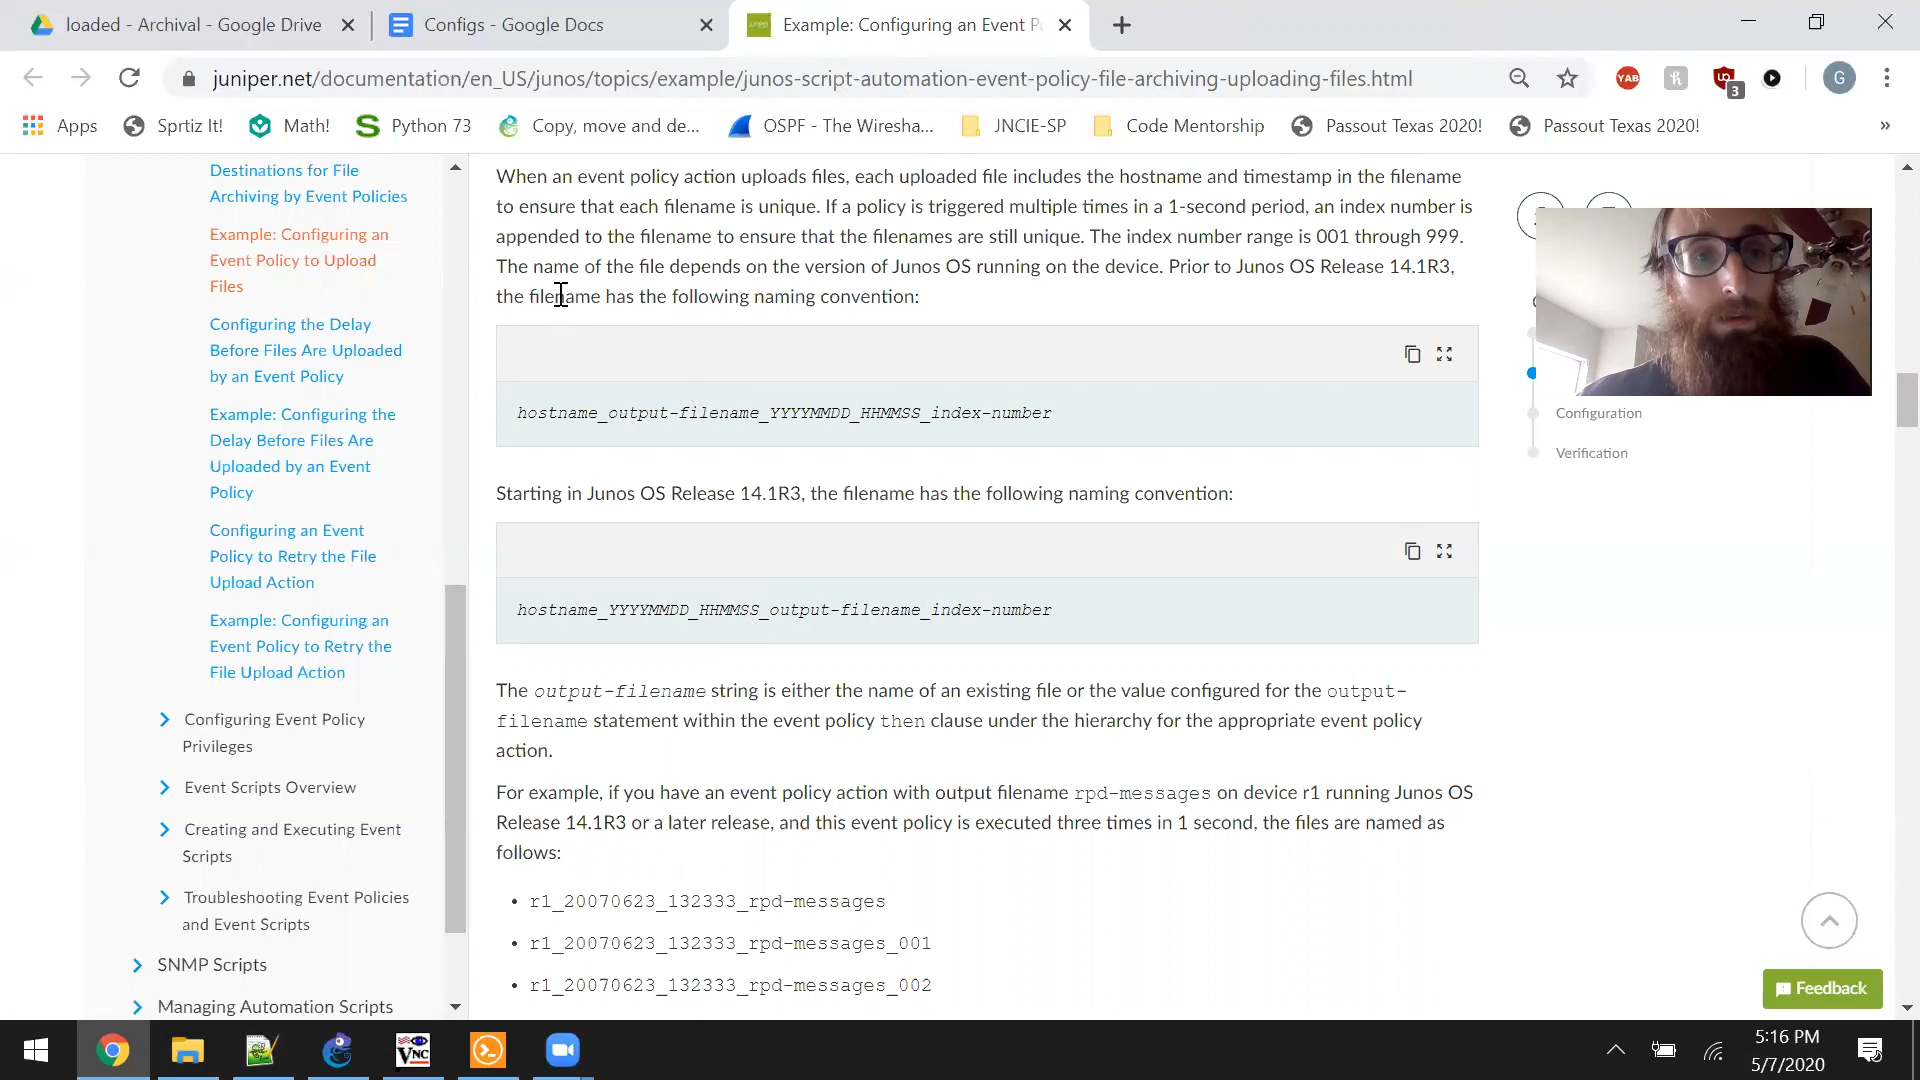 loaded - Archival - Google Drive
Configs - Google Docs
Example: Configuring an Event P
juniper.net/documentation/en_US/junos/topics/example/junos-script-automation-event-policy-file-archiving-uploading-files.html
YAB
3
G
Apps
Sprtiz It!
Math!
Python 73
Copy, move and de...
OSPF - The Wiresha...
JNCIE-SP
Code Mentorship
Passout Texas 2020!
Passout Texas 2020!
»
Destinations for File
Archiving by Event Policies
Example: Configuring an
Event Policy to Upload
Files
Configuring the Delay
Before Files Are Uploaded
by an Event Policy
Example: Configuring the
Delay Before Files Are
Uploaded by an Event
Policy
Configuring an Event
Policy to Retry the File
Upload Action
Example: Configuring an
Event Policy to Retry the
File Upload Action
Configuring Event Policy
Privileges
Event Scripts Overview
Creating and Executing Event
Scripts
Troubleshooting Event Policies
and Event Scripts
SNMP Scripts
Managing Automation Scripts
When an event policy action uploads files, each uploaded file includes the hostname and timestamp in the filename
to ensure that each filename is unique. If a policy is triggered multiple times in a 1-second period, an index number is
appended to the filename to ensure that the filenames are still unique. The index number range is 001 through 999.
The name of the file depends on the version of Junos OS running on the device. Prior to Junos OS Release 14.1R3,
the filename has the following naming convention:
hostname_output-filename_YYYYMMDD_HHMMSS_index-number
Starting in Junos OS Release 14.1R3, the filename has the following naming convention:
hostname_YYYYMMDD_HHMMSS_output-filename_index-number
The output-filename string is either the name of an existing file or the value configured for the output-
filename statement within the event policy then clause under the hierarchy for the appropriate event policy
action.
For example, if you have an event policy action with output filename rpd-messages on device r1 running Junos OS
Release 14.1R3 or a later release, and this event policy is executed three times in 1 second, the files are named as
follows:
• r1_20070623_132333_rpd-messages
• r1_20070623_132333_rpd-messages_001
• r1_20070623_132333_rpd-messages_002
Configuration
Verification
Feedback
VNC
5:16 PM
5/7/2020